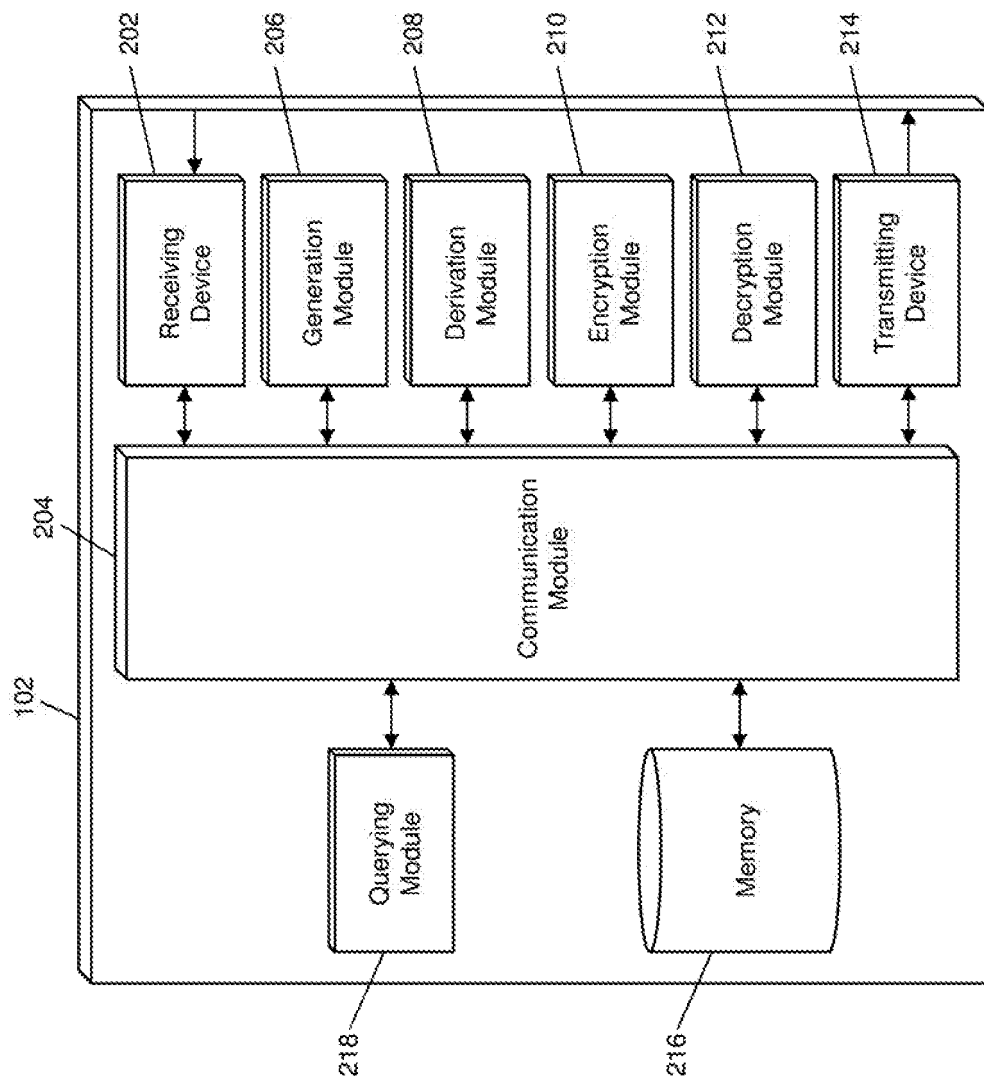 102
204
202
206
208
210
212
214
218
216
Receiving
Device
Generation
Module
Derivation
Module
Encryption
Module
Decryption
Module
Transmitting
Device
Communication
Module
Querying
Module
Memory